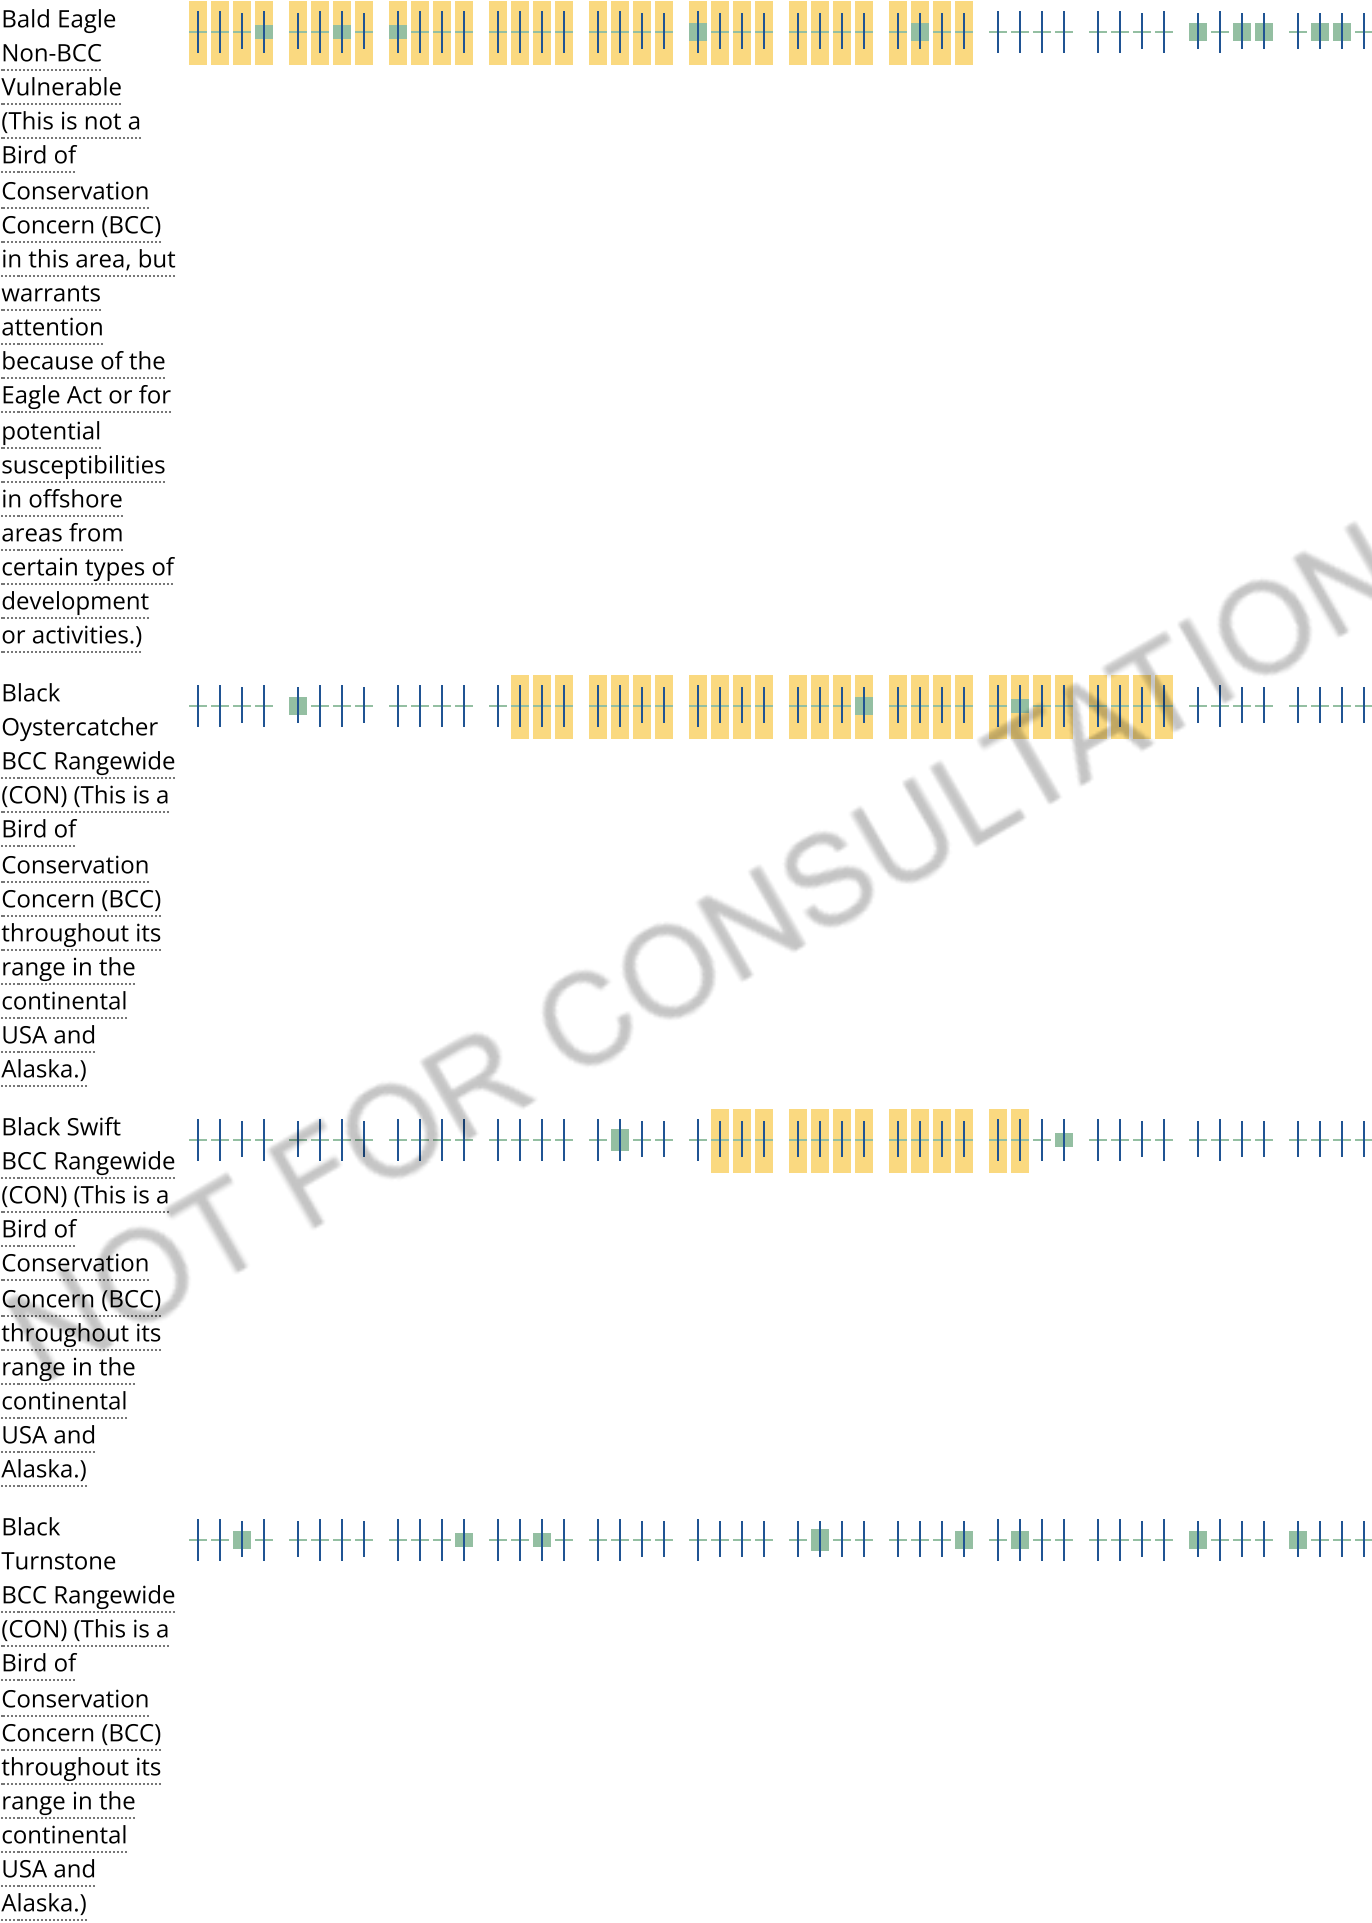 Bald Eagle
Non-BCC
Vulnerable
(This is not a
Bird of
Conservation
Concern (BCC)
in this area, but
warrants
attention
because of the
Eagle Act or for
potential
susceptibilities
in offshore
areas from
certain types of
development
or activities.)
Black
Oystercatcher
BCC Rangewide
(CON) (This is a
Bird of
Conservation
Concern (BCC)
throughout its
range in the
continental
USA and
Alaska.)
Black Swift
BCC Rangewide
(CON) (This is a
Bird of
Conservation
Concern (BCC)
throughout its
range in the
continental
USA and
Alaska.)
Black
Turnstone
BCC Rangewide
(CON) (This is a
Bird of
Conservation
Concern (BCC)
throughout its
range in the
continental
USA and
Alaska.)
NOT FOR CONSULTATION